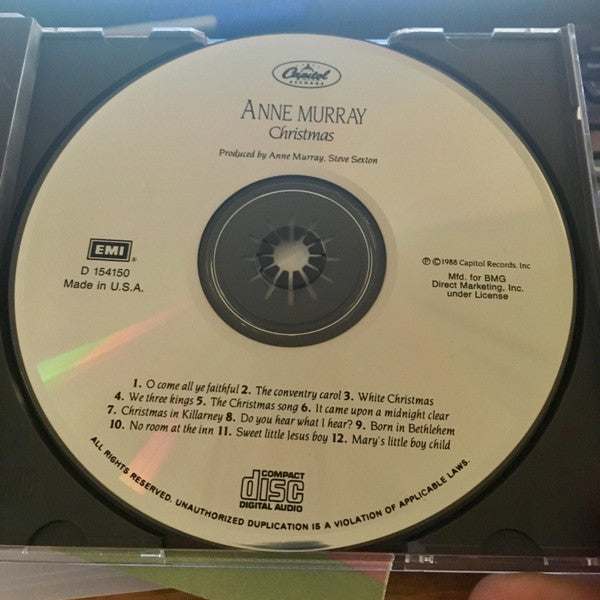 Capitol
RECORDS
ANNE MURRAY
Christmas
Produced by Anne Murray, Steve Sexton
EMI
®
D 154150
Made in U.S.A.
℗©1988 Capitol Records, Inc
Mfd. for BMG
Direct Marketing, Inc.
under License
1. O come all ye faithful 2. The conventry carol 3. White Christmas
4. We three kings 5. The Christmas song 6. It came upon a midnight clear
7. Christmas in Killarney 8. Do you hear what I hear? 9. Born in Bethlehem
10. No room at the inn 11. Sweet little Jesus boy 12. Mary's little boy child
COMPACT
disc
DIGITAL AUDIO
ALL RIGHTS RESERVED. UNAUTHORIZED DUPLICATION IS A VIOLATION OF APPLICABLE LAWS.